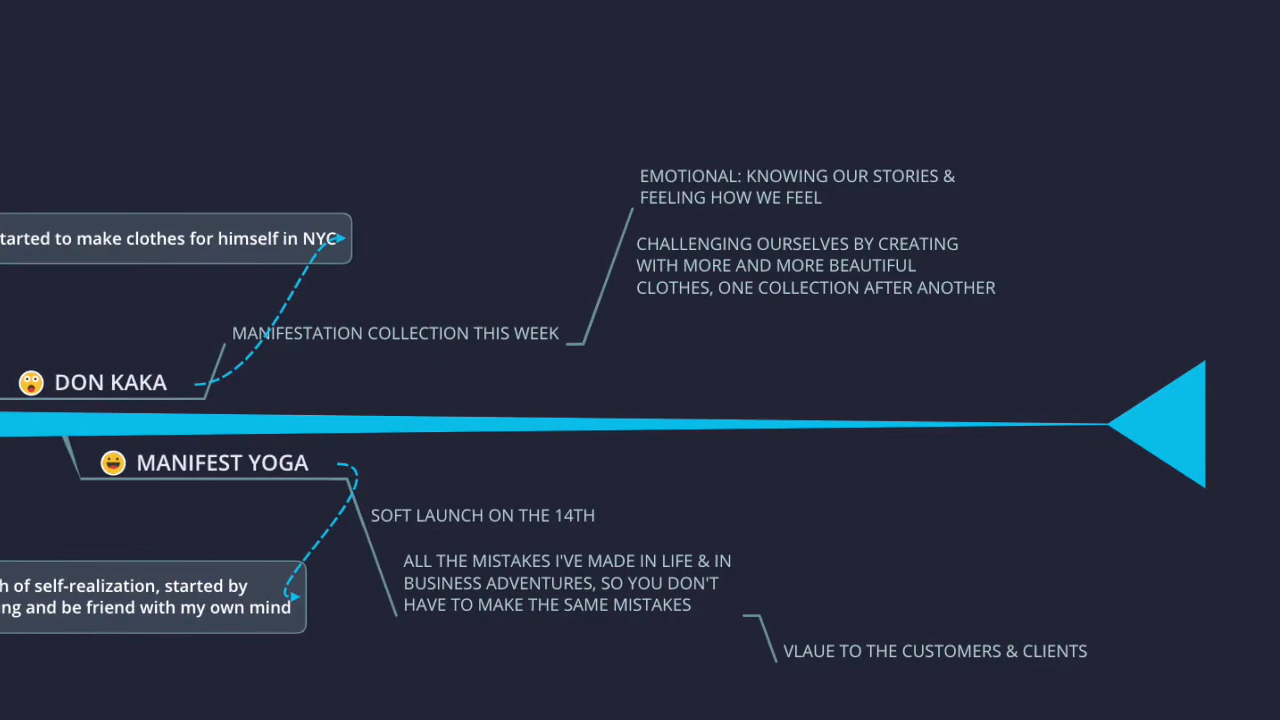 EMOTIONAL: KNOWING OUR STORIES &
FEELING HOW WE FEEL
CHALLENGING OURSELVES BY CREATING
WITH MORE AND MORE BEAUTIFUL
CLOTHES, ONE COLLECTION AFTER ANOTHER
tarted to make clothes for himself in NYC
MANIFESTATION COLLECTION THIS WEEK
DON KAKA
MANIFEST YOGA
SOFT LAUNCH ON THE 14TH
ALL THE MISTAKES I'VE MADE IN LIFE & IN
BUSINESS ADVENTURES, SO YOU DON'T
HAVE TO MAKE THE SAME MISTAKES
h of self-realization, started by
ng and be friend with my own mind
VLAUE TO THE CUSTOMERS & CLIENTS